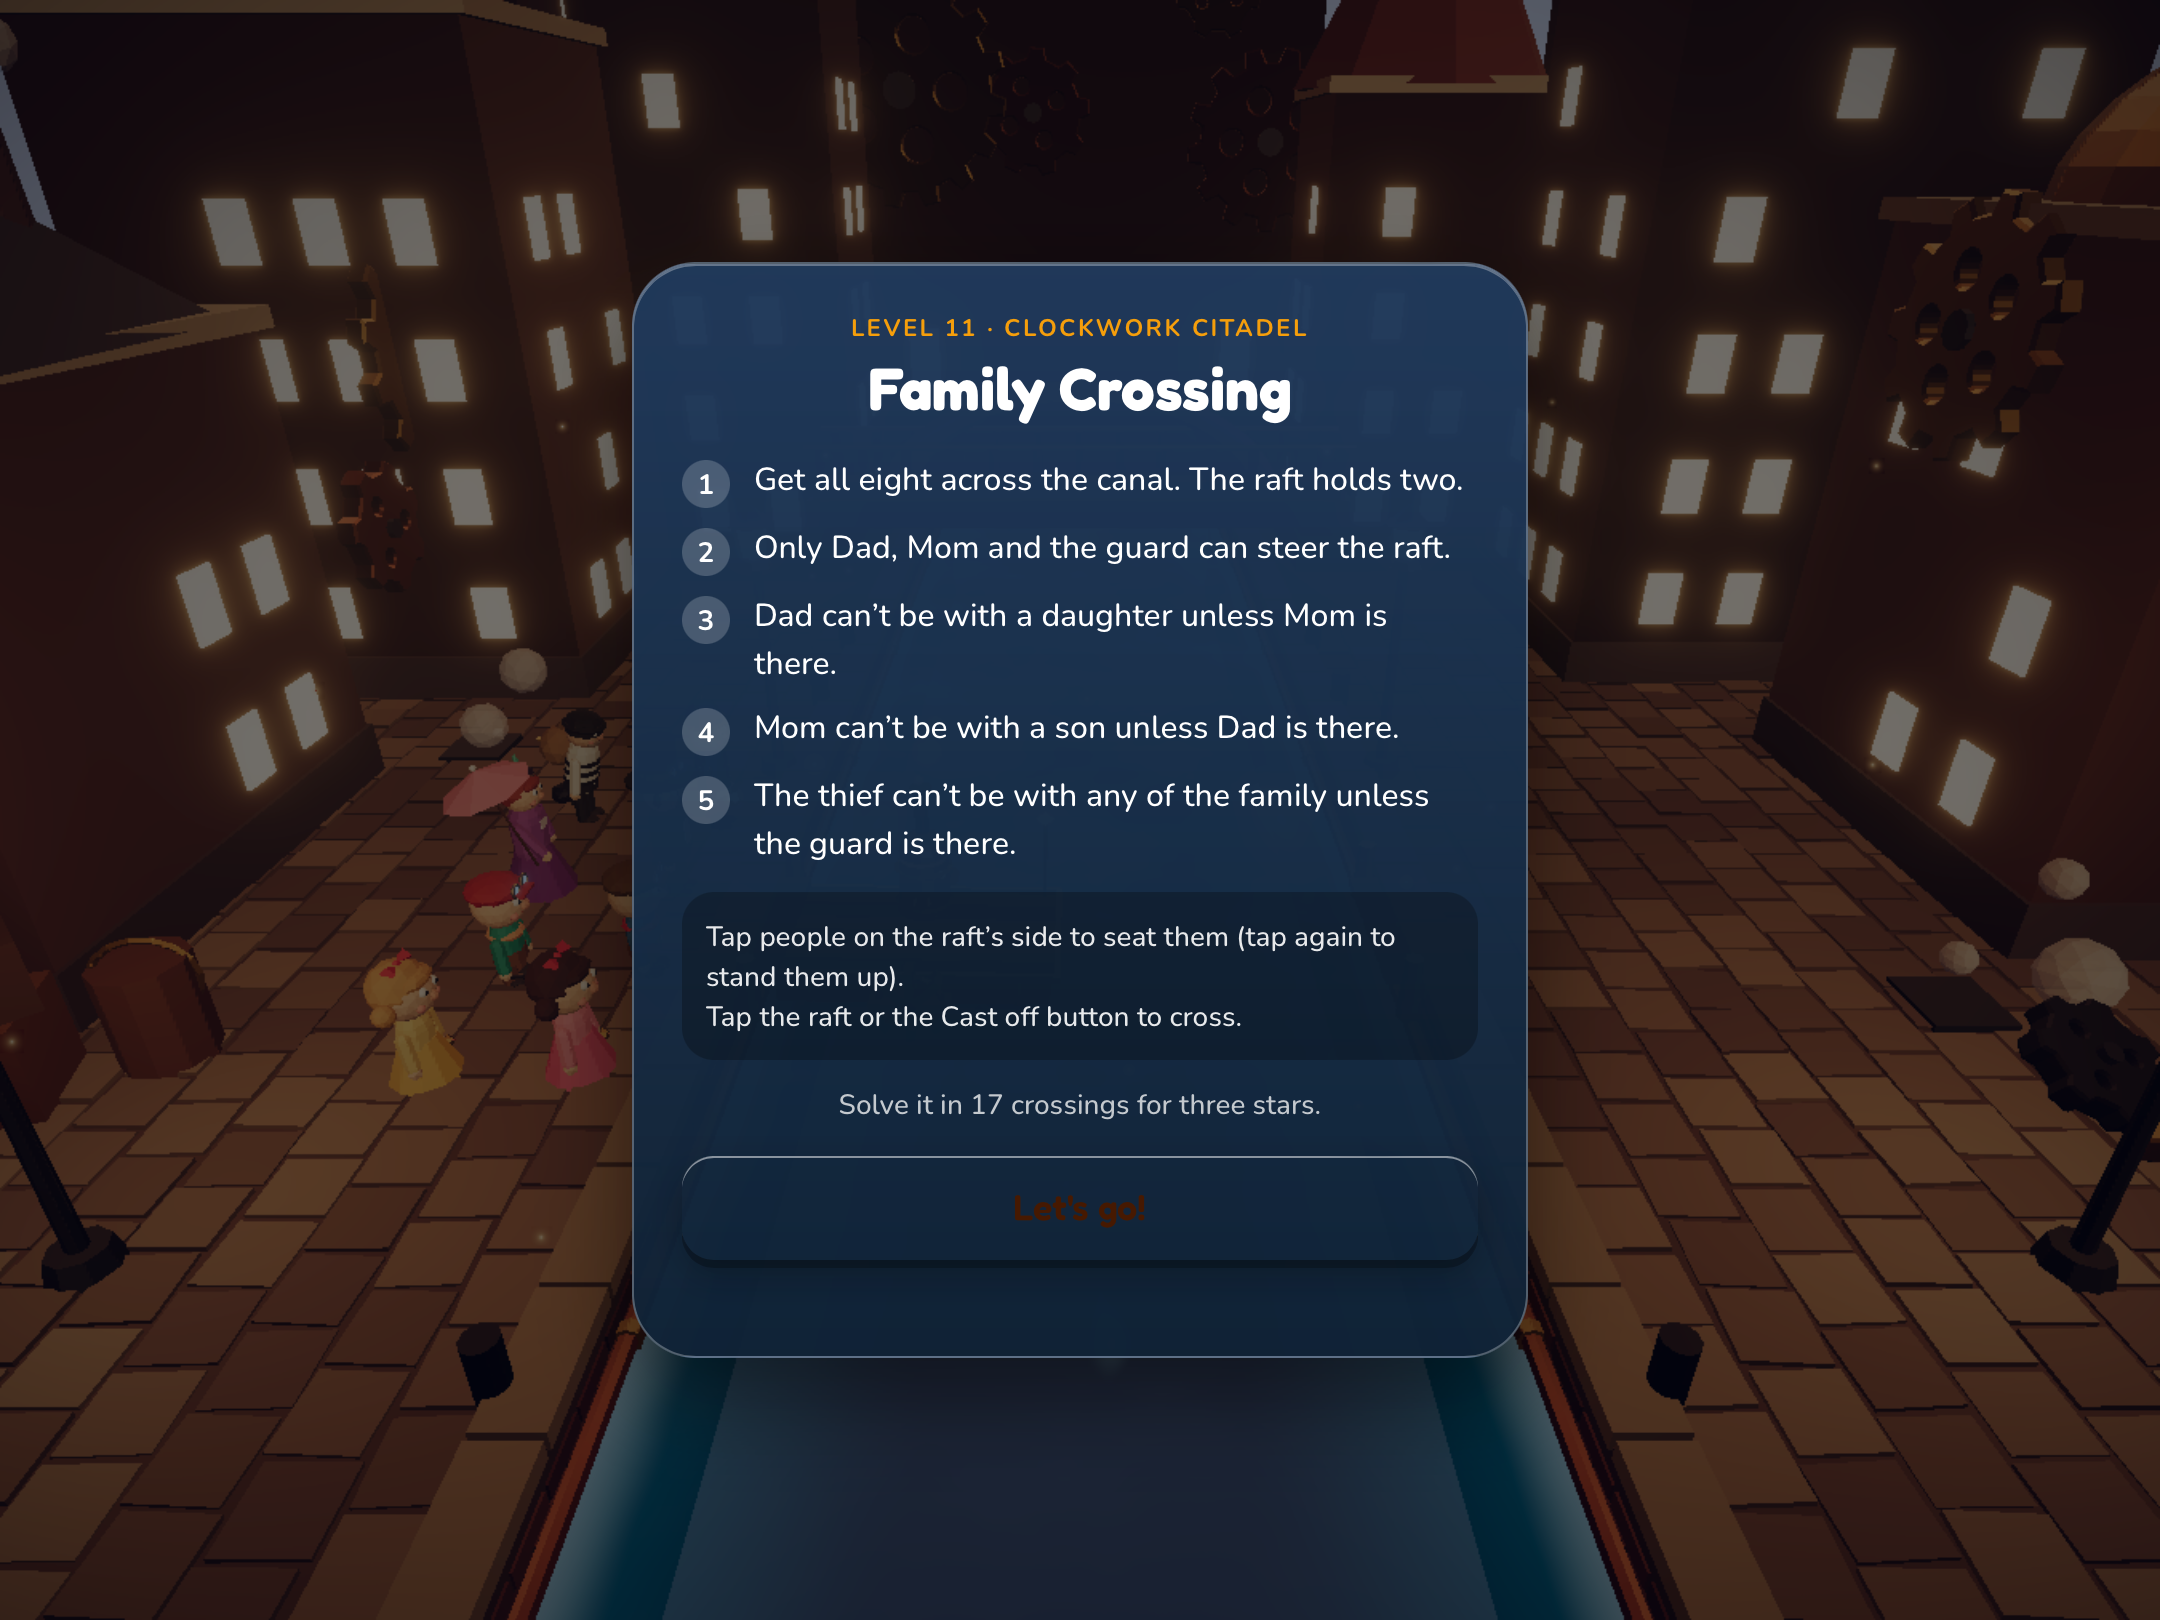 LEVEL 11 · CLOCKWORK CITADEL
Family Crossing
1 Get all eight across the canal. The raft holds two.
2 Only Dad, Mom and the guard can steer the raft.
3 Dad can’t be with a daughter unless Mom is
there.
4 Mom can’t be with a son unless Dad is there.
5 The thief can’t be with any of the family unless
the guard is there.
Tap people on the raft’s side to seat them (tap again to
stand them up).
Tap the raft or the Cast off button to cross.
Solve it in 17 crossings for three stars.
Let’s go!